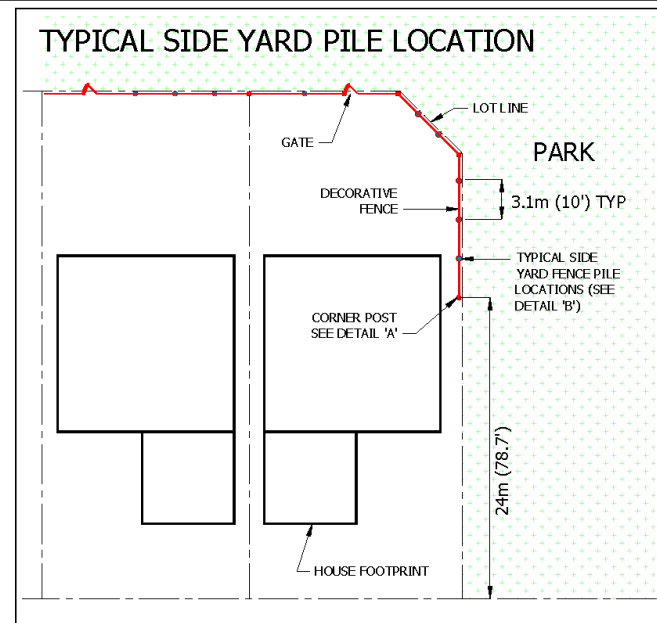 TYPICAL SIDE YARD PILE LOCATION
LOT LINE
GATE
PARK
DECORATIVE
FENCE
3.1m (10') TYP
TYPICAL SIDE
YARD FENCE PILE
LOCATIONS (SEE
DETAIL 'B')
CORNER POST
SEE DETAIL 'A'
24m (78.7')
HOUSE FOOTPRINT